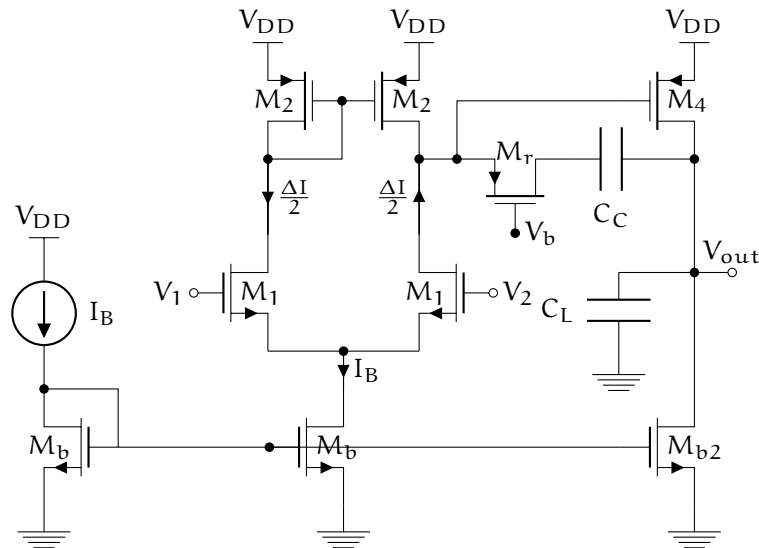 V_DD V_DD V_DD
M_2 M_2 M_4
M_r
ΔI/2 ΔI/2
C_C
V_DD V_b
V_out
V_1 M_1 M_1 V_2
I_B C_L
I_B
M_b M_b M_b2